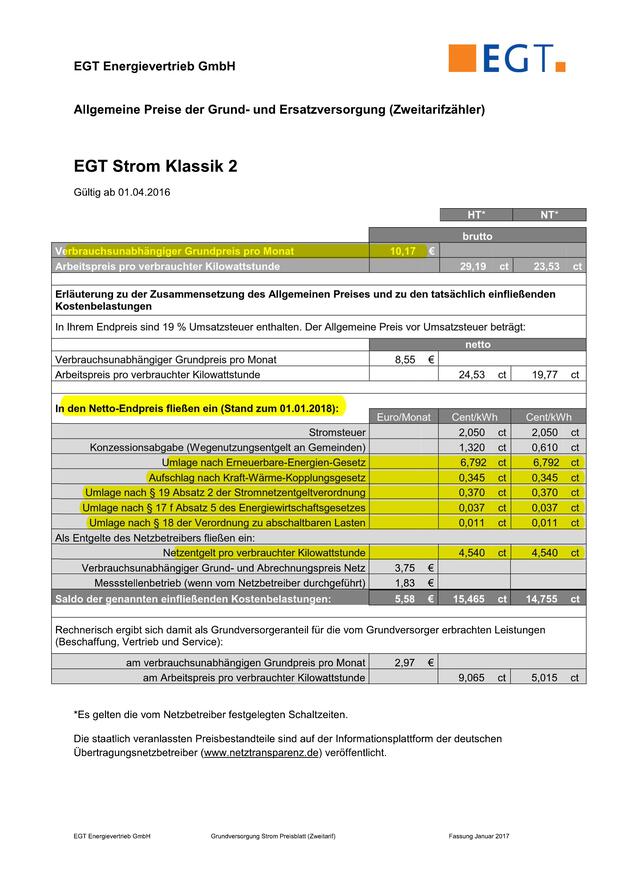 EGT Energievertrieb GmbH
EGT
Allgemeine Preise der Grund- und Ersatzversorgung (Zweitarifzähler)
EGT Strom Klassik 2
Gültig ab 01.04.2016
HT* NT*
brutto
Verbrauchsunabhängiger Grundpreis pro Monat 10,17 €
Arbeitspreis pro verbrauchter Kilowattstunde 29,19 ct 23,53 ct
Erläuterung zu der Zusammensetzung des Allgemeinen Preises und zu den tatsächlich einfließenden
Kostenbelastungen
In Ihrem Endpreis sind 19 % Umsatzsteuer enthalten. Der Allgemeine Preis vor Umsatzsteuer beträgt:
netto
Verbrauchsunabhängiger Grundpreis pro Monat 8,55 €
Arbeitspreis pro verbrauchter Kilowattstunde 24,53 ct 19,77 ct
In den Netto-Endpreis fließen ein (Stand zum 01.01.2018):
Euro/Monat Cent/kWh Cent/kWh
Stromsteuer 2,050 ct 2,050 ct
Konzessionsabgabe (Wegenutzungsentgelt an Gemeinden) 1,320 ct 0,610 ct
Umlage nach Erneuerbare-Energien-Gesetz 6,792 ct 6,792 ct
Aufschlag nach Kraft-Wärme-Kopplungsgesetz 0,345 ct 0,345 ct
Umlage nach § 19 Absatz 2 der Stromnetzentgeltverordnung 0,370 ct 0,370 ct
Umlage nach § 17 f Absatz 5 des Energiewirtschaftsgesetzes 0,037 ct 0,037 ct
Umlage nach § 18 der Verordnung zu abschaltbaren Lasten 0,011 ct 0,011 ct
Als Entgelte des Netzbetreibers fließen ein:
Netzentgelt pro verbrauchter Kilowattstunde 4,540 ct 4,540 ct
Verbrauchsunabhängiger Grund- und Abrechnungspreis Netz 3,75 €
Messstellenbetrieb (wenn vom Netzbetreiber durchgeführt) 1,83 €
Saldo der genannten einfließenden Kostenbelastungen: 5,58 € 15,465 ct 14,755 ct
Rechnerisch ergibt sich damit als Grundversorgeranteil für die vom Grundversorger erbrachten Leistungen
(Beschaffung, Vertrieb und Service):
am verbrauchsunabhängigen Grundpreis pro Monat 2,97 €
am Arbeitspreis pro verbrauchter Kilowattstunde 9,065 ct 5,015 ct
*Es gelten die vom Netzbetreiber festgelegten Schaltzeiten.
Die staatlich veranlassten Preisbestandteile sind auf der Informationsplattform der deutschen
Übertragungsnetzbetreiber (www.netztransparenz.de) veröffentlicht.
EGT Energievertrieb GmbH Grundversorgung Strom Preisblatt (Zweitarif) Fassung Januar 2017